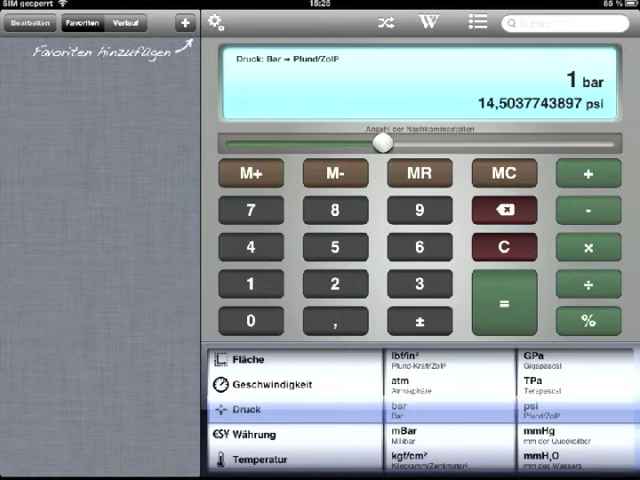 SIM gesperrt 15:25 66 %
Bearbeiten Favoriten Verlauf +
W Suchen
Favoriten hinzufügen
Druck: Bar ➡ Pfund/Zoll²
1 bar
14,5037743897 psi
Anzahl der Nachkommastellen
M+ M- MR MC +
7 8 9 -
4 5 6 C ×
1 2 3 = ÷
0 , ± %
Fläche
Geschwindigkeit
Druck
€$¥ Währung
Temperatur
lbf/in²
Pfund-Kraft/Zoll²
atm
Atmosphäre
bar
Bar
mBar
Millibar
kgf/cm²
Kilogramm/Zentimeter²
GPa
Gigapascal
TPa
Terapascal
psi
Pfund/Zoll²
mmHg
mm der Quecksilber
mmH₂O
mm des Wassers